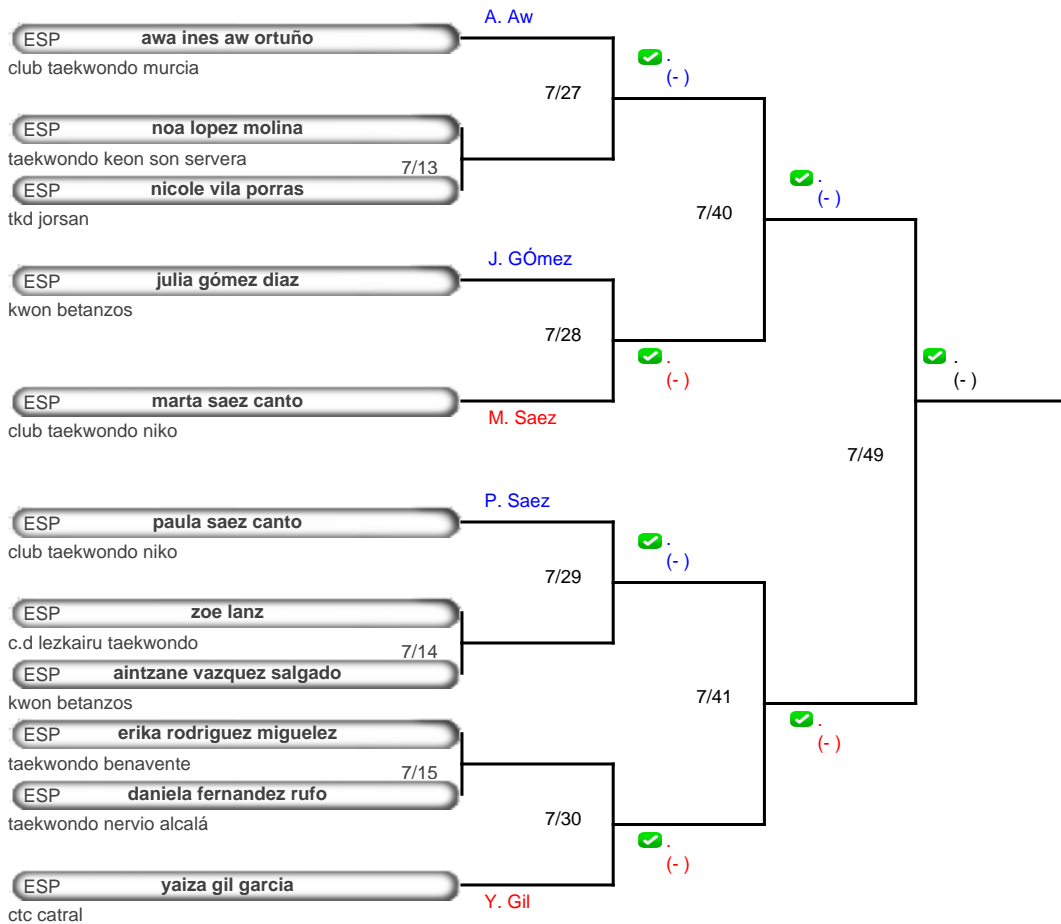 A. Aw
ESP awa ines aw ortuño
club taekwondo murcia
.
(- )
7/27
ESP noa lopez molina
taekwondo keon son servera
7/13
ESP nicole vila porras
tkd jorsan
.
(- )
7/40
J. GÓmez
ESP julia gómez diaz
kwon betanzos
7/28
.
(- )
.
(- )
ESP marta saez canto
M. Saez
club taekwondo niko
7/49
P. Saez
ESP paula saez canto
club taekwondo niko
.
(- )
7/29
ESP zoe lanz
c.d lezkairu taekwondo
7/14
ESP aintzane vazquez salgado
kwon betanzos
7/41
ESP erika rodriguez miguelez
.
(- )
taekwondo benavente
7/15
ESP daniela fernandez rufo
taekwondo nervio alcalá
7/30
.
(- )
ESP yaiza gil garcia
Y. Gil
ctc catral